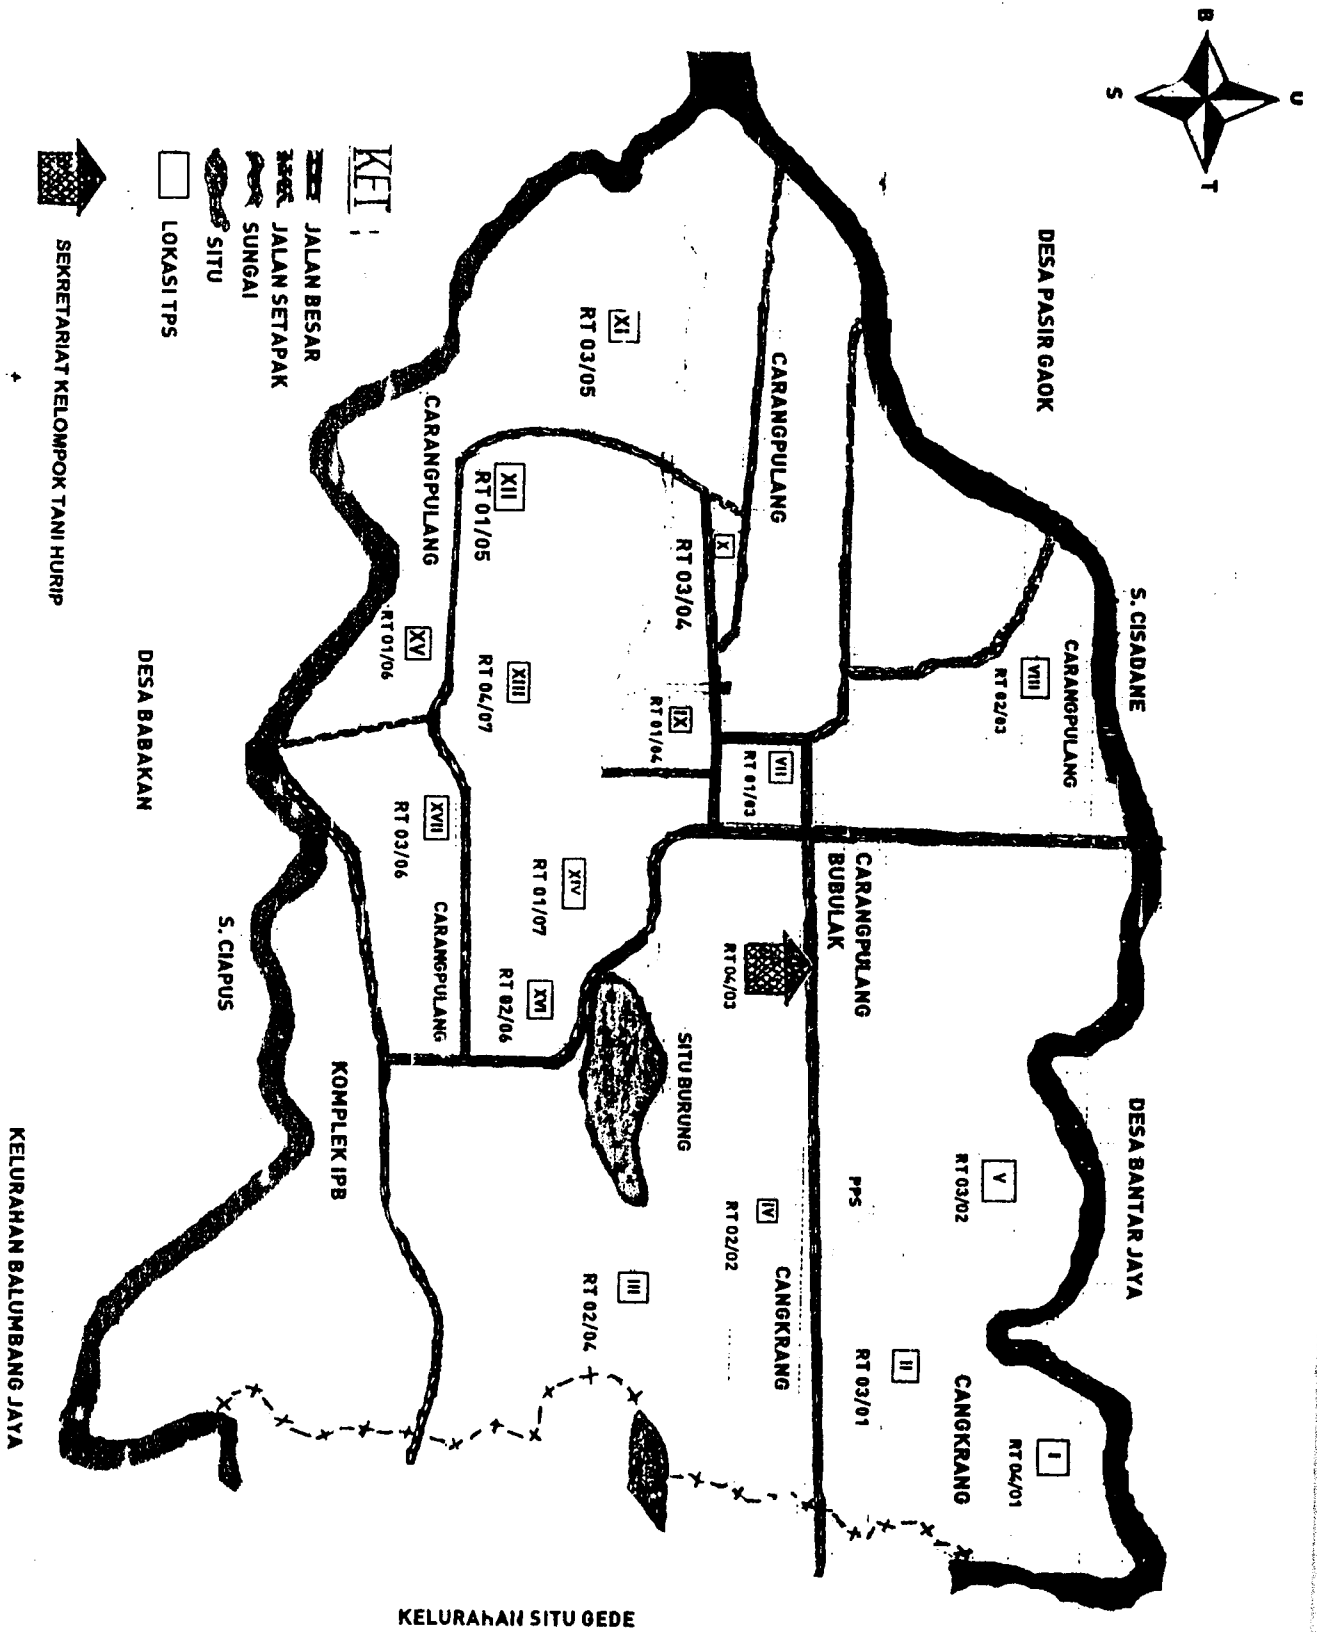 B
U
S
T
DESA PASIR GAOK
S. CISADANE
DESA BANTAR JAYA
CARANGPULANG
VIII
RT 02/03
V
RT 03/02
I
RT 04/01
CANGKRANG
II
RT 03/01
PPS
CARANGPULANG
BUBULAK
CARANGPULANG
X
RT 03/04
IX
RT 01/04
VII
RT 01/03
RT 04/03
IV
RT 02/02
CANGKRANG
SITU BURUNG
XI
RT 03/05
III
RT 02/04
XII
RT 01/05
XIII
RT 04/07
XIV
RT 01/07
XVI
RT 02/06
CARANGPULANG
XV
RT 01/06
XVII
RT 03/06
CARANGPULANG
KOMPLEK IPB
S. CIAPUS
DESA BABAKAN
KELURAHAN BALUMBANG JAYA
KELURAHAN SITU GEDE
KET :
JALAN BESAR
JALAN SETAPAK
SUNGAI
SITU
LOKASI TPS
SEKRETARIAT KELOMPOK TANI HURIP